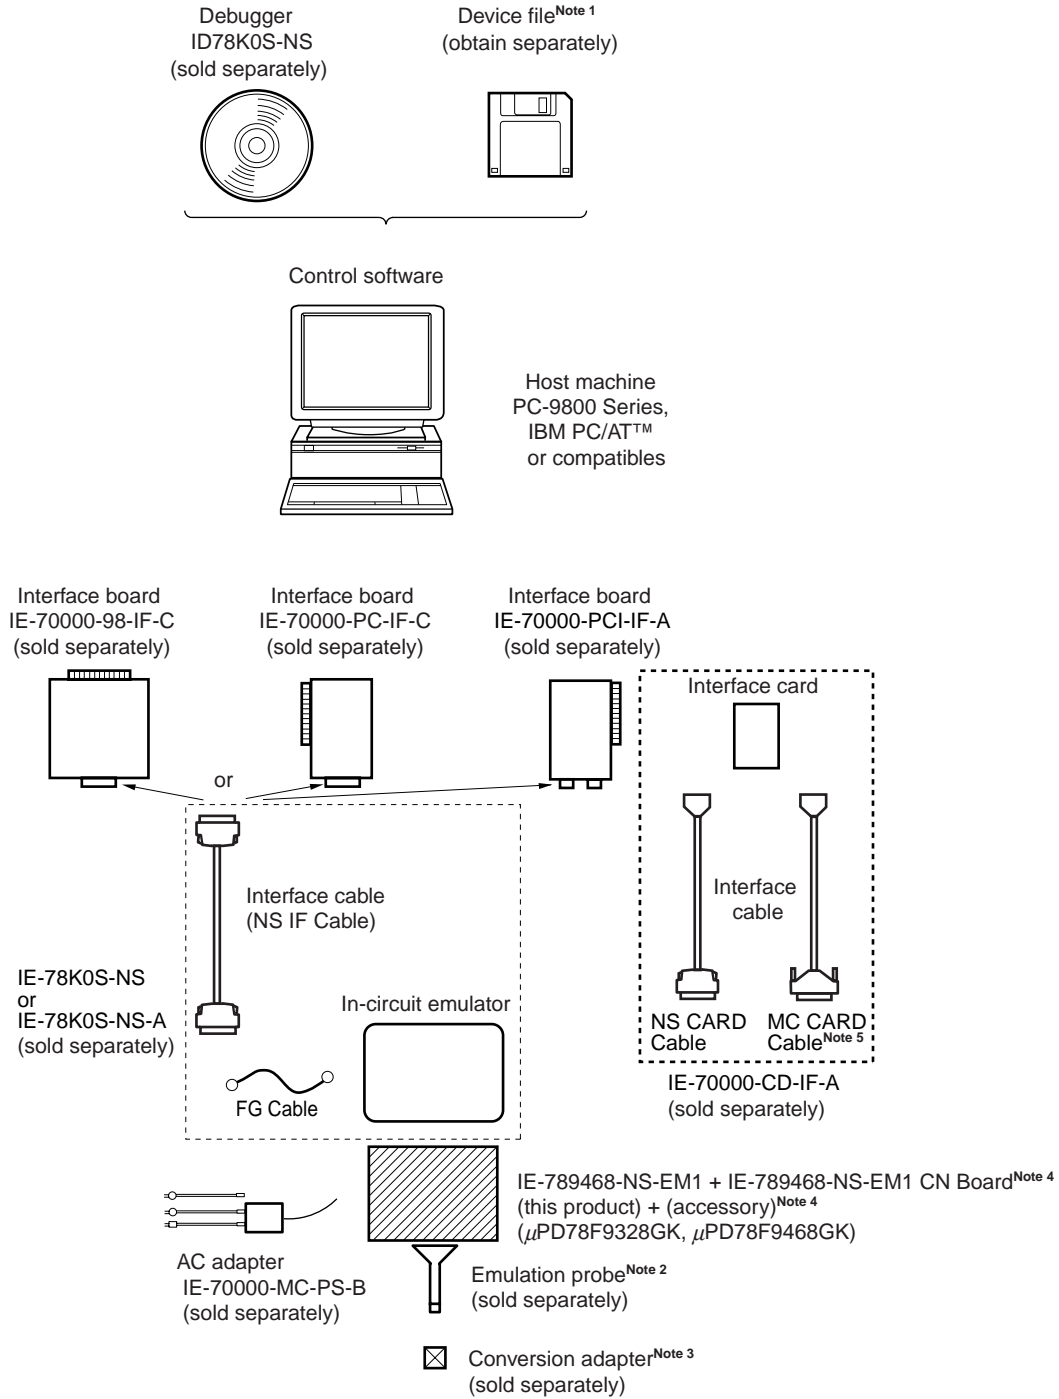 Debugger
ID78K0S-NS
(sold separately)
Device fileNote 1
(obtain separately)
Control software
Host machine
PC-9800 Series,
IBM PC/AT™
or compatibles
Interface board
IE-70000-98-IF-C
(sold separately)
Interface board
IE-70000-PC-IF-C
(sold separately)
Interface board
IE-70000-PCI-IF-A
(sold separately)
Interface card
or
Interface cable
(NS IF Cable)
Interface
cable
IE-78K0S-NS
or
IE-78K0S-NS-A
(sold separately)
In-circuit emulator
FG Cable
NS CARD
Cable
MC CARD
CableNote 5
IE-70000-CD-IF-A
(sold separately)
IE-789468-NS-EM1 + IE-789468-NS-EM1 CN BoardNote 4
(this product) + (accessory)Note 4
(μPD78F9328GK, μPD78F9468GK)
AC adapter
IE-70000-MC-PS-B
(sold separately)
Emulation probeNote 2
(sold separately)
Conversion adapterNote 3
(sold separately)